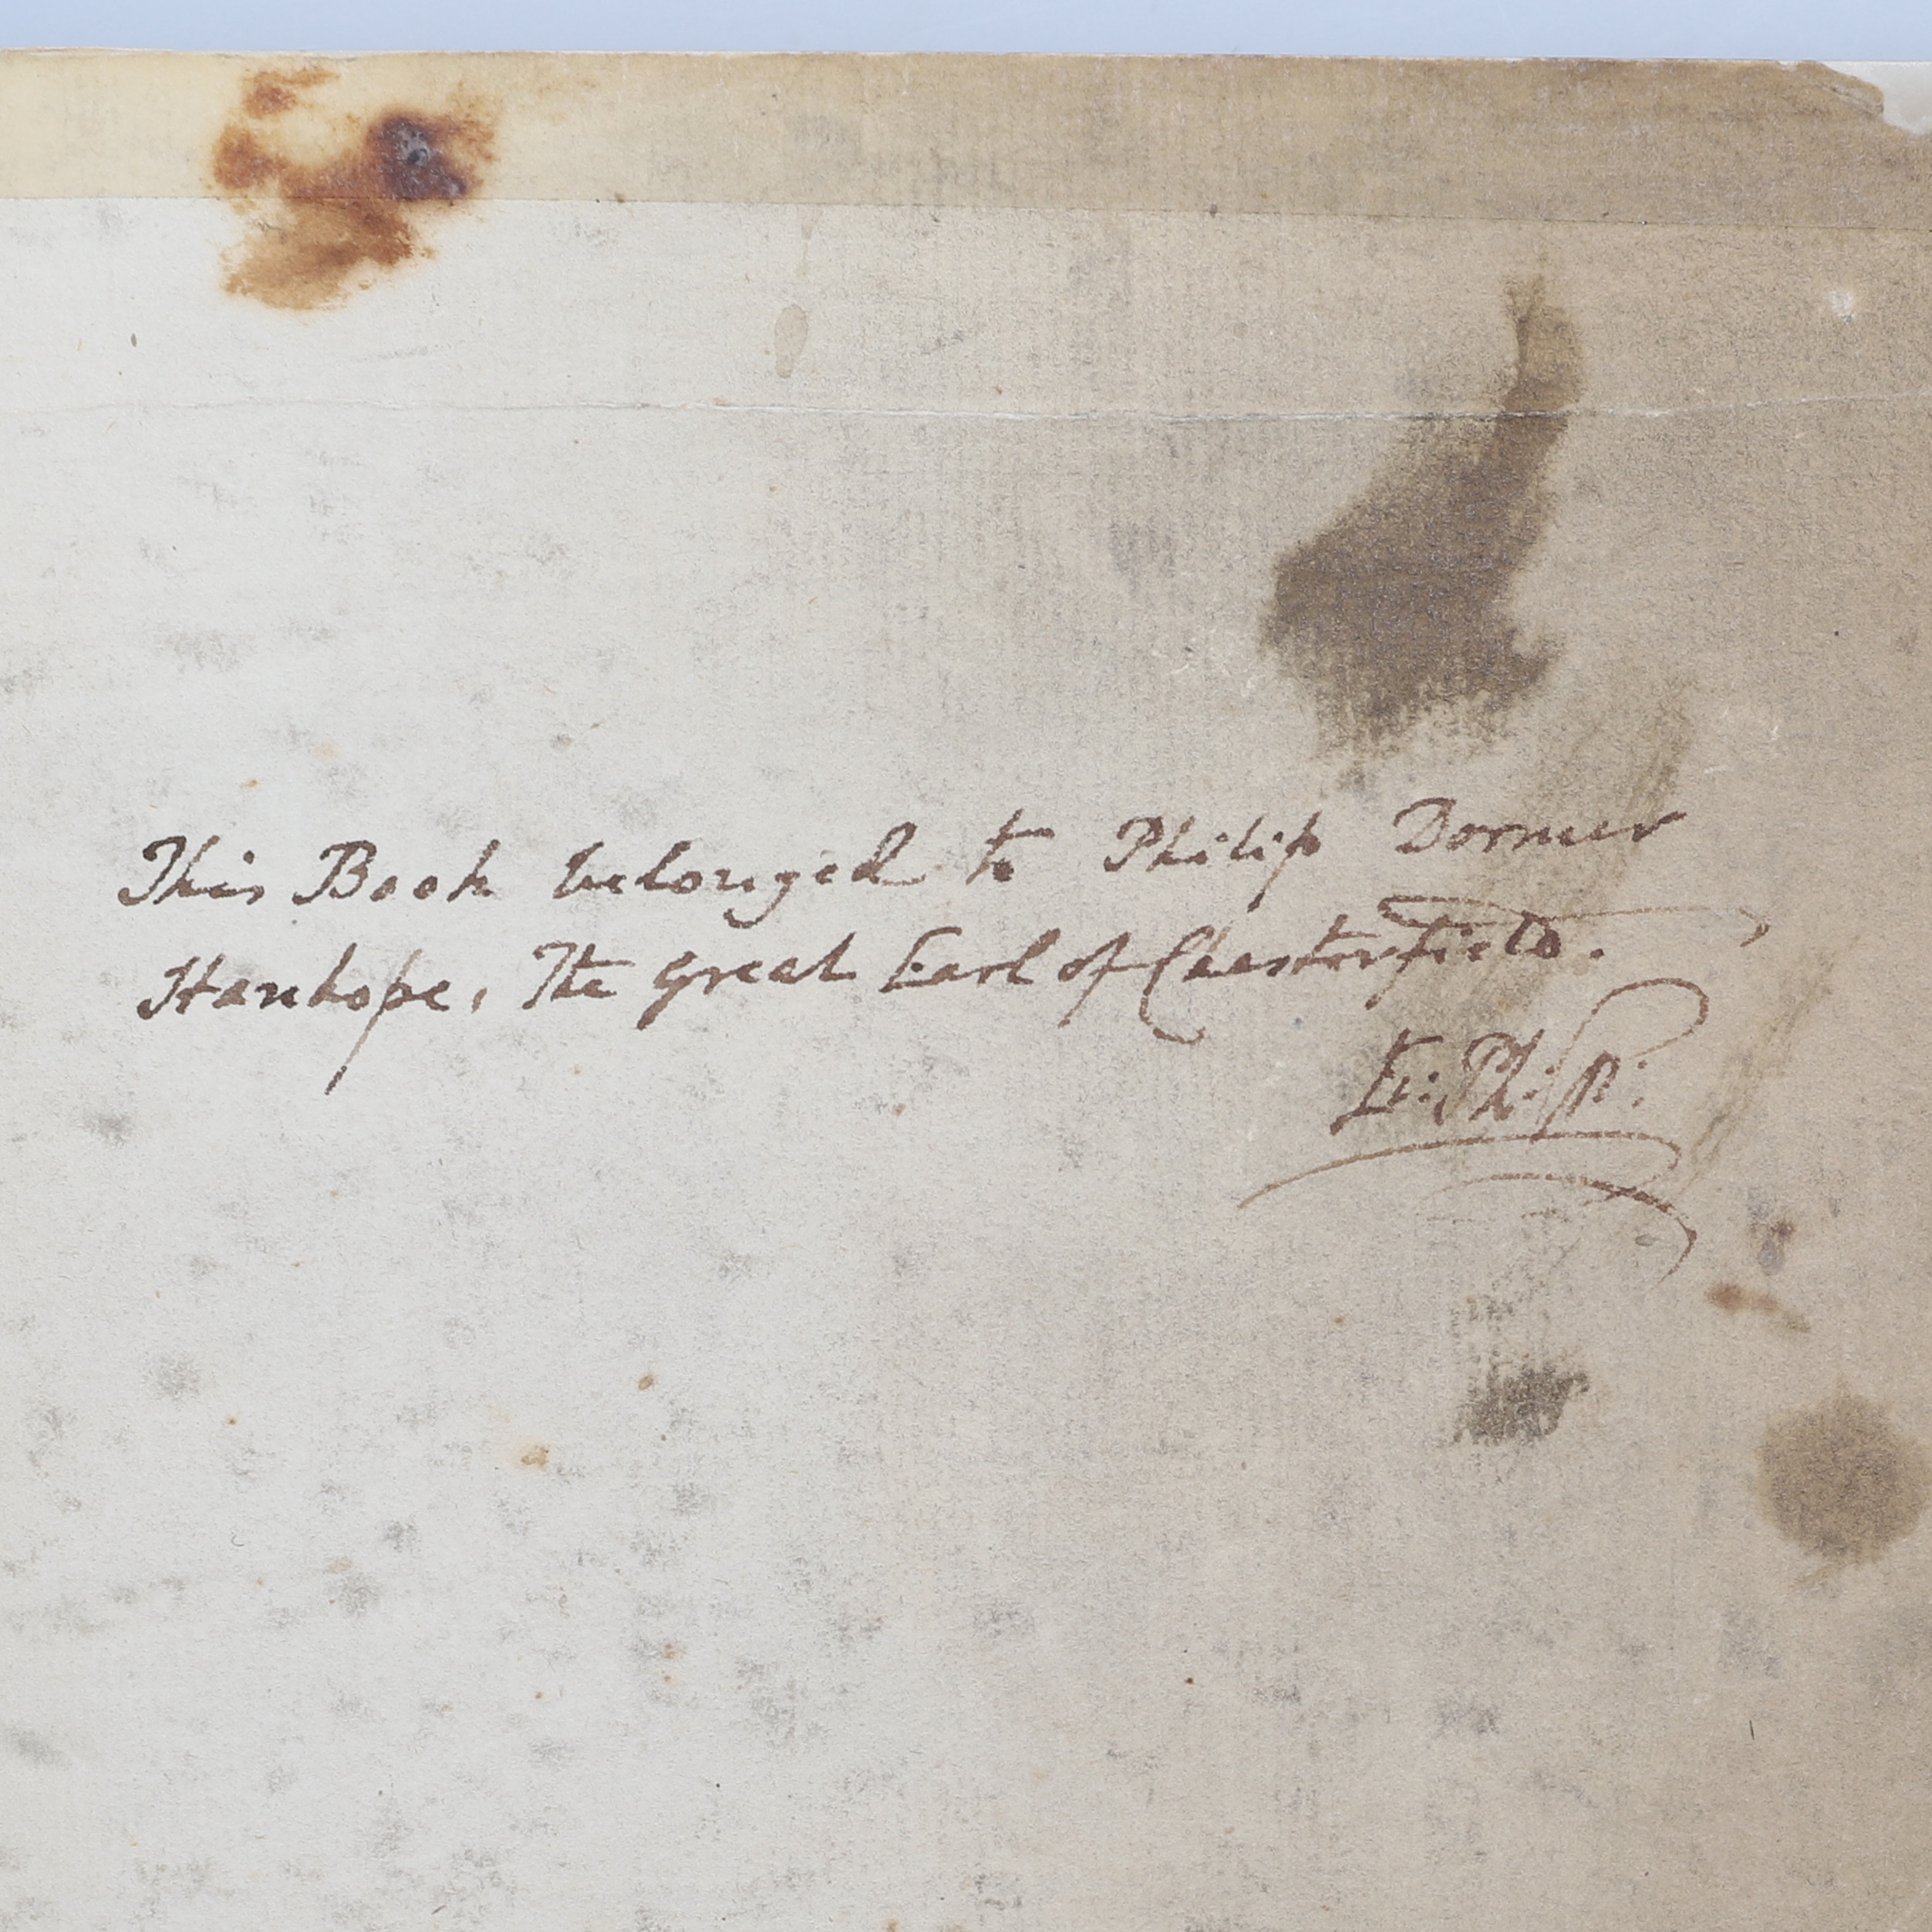 This Book belonged to Philip Dormer
Stanhope, The great Earl of Chesterfield.